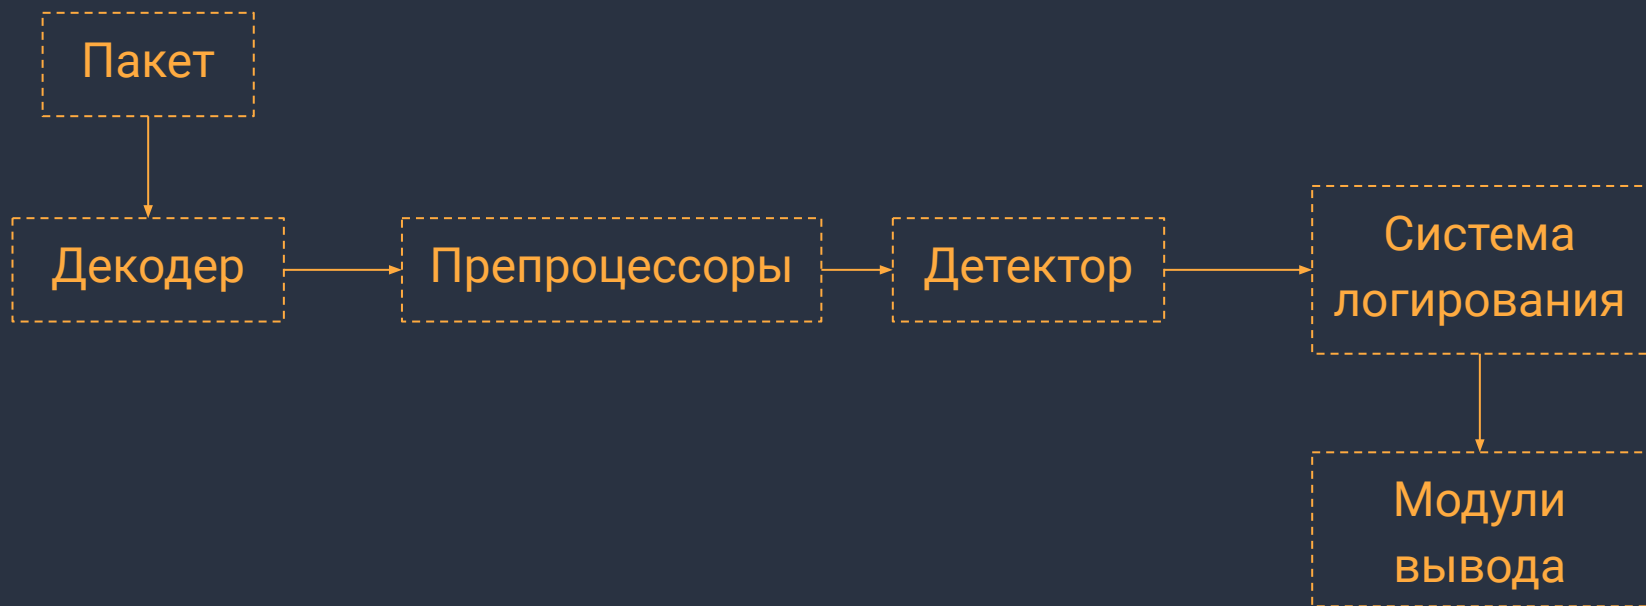 Пакет
Декодер
Препроцессоры
Детектор
Система
логирования
Модули
вывода